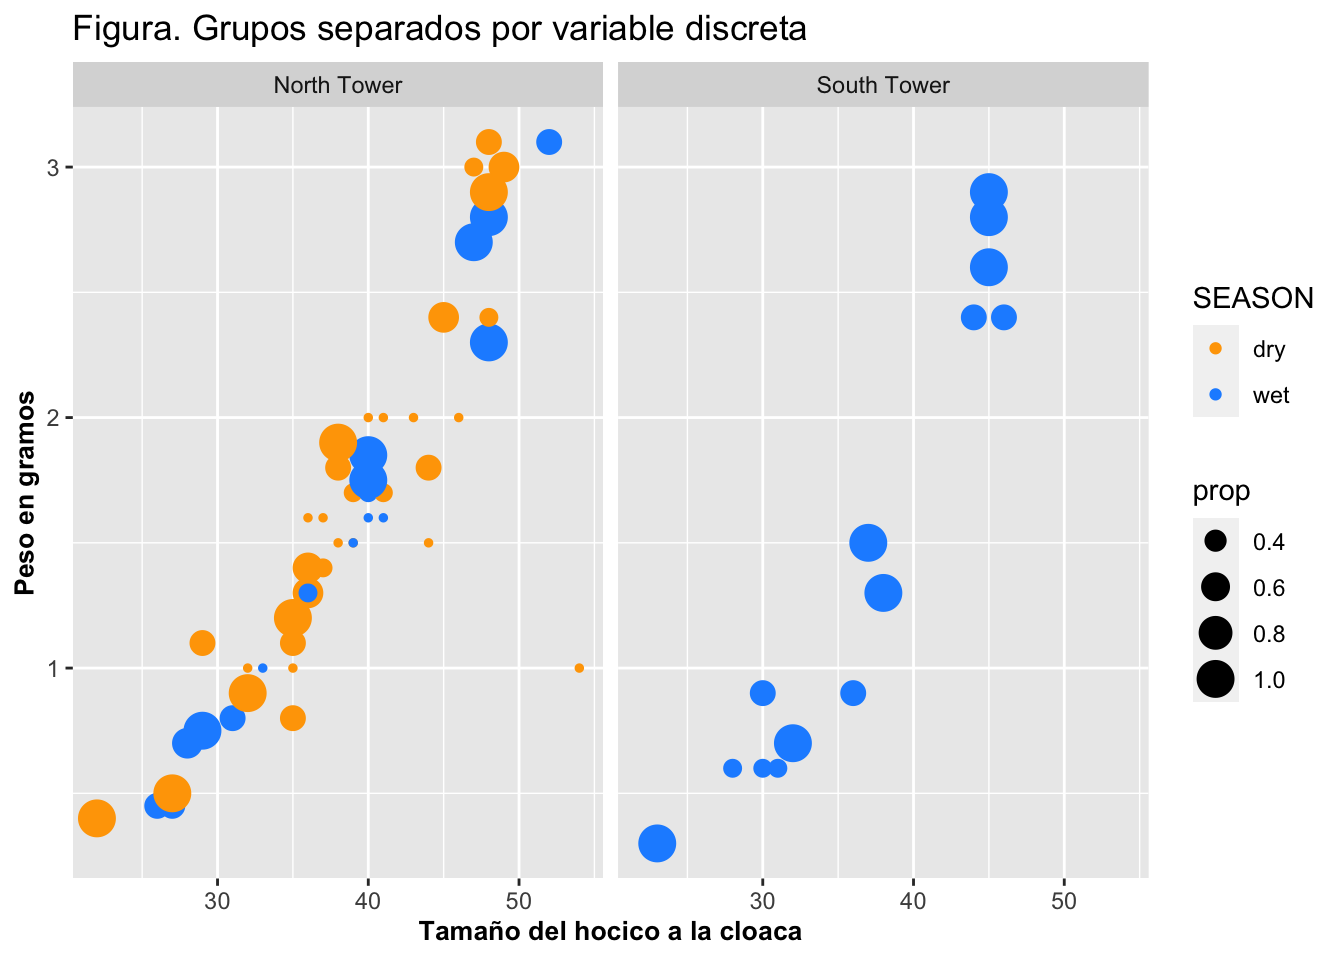 Figura. Grupos separados por variable discreta
North Tower
South Tower
3
2
1
Peso en gramos
30 40 50
30 40 50
Tamaño del hocico a la cloaca
SEASON
dry
wet
prop
0.4
0.6
0.8
1.0